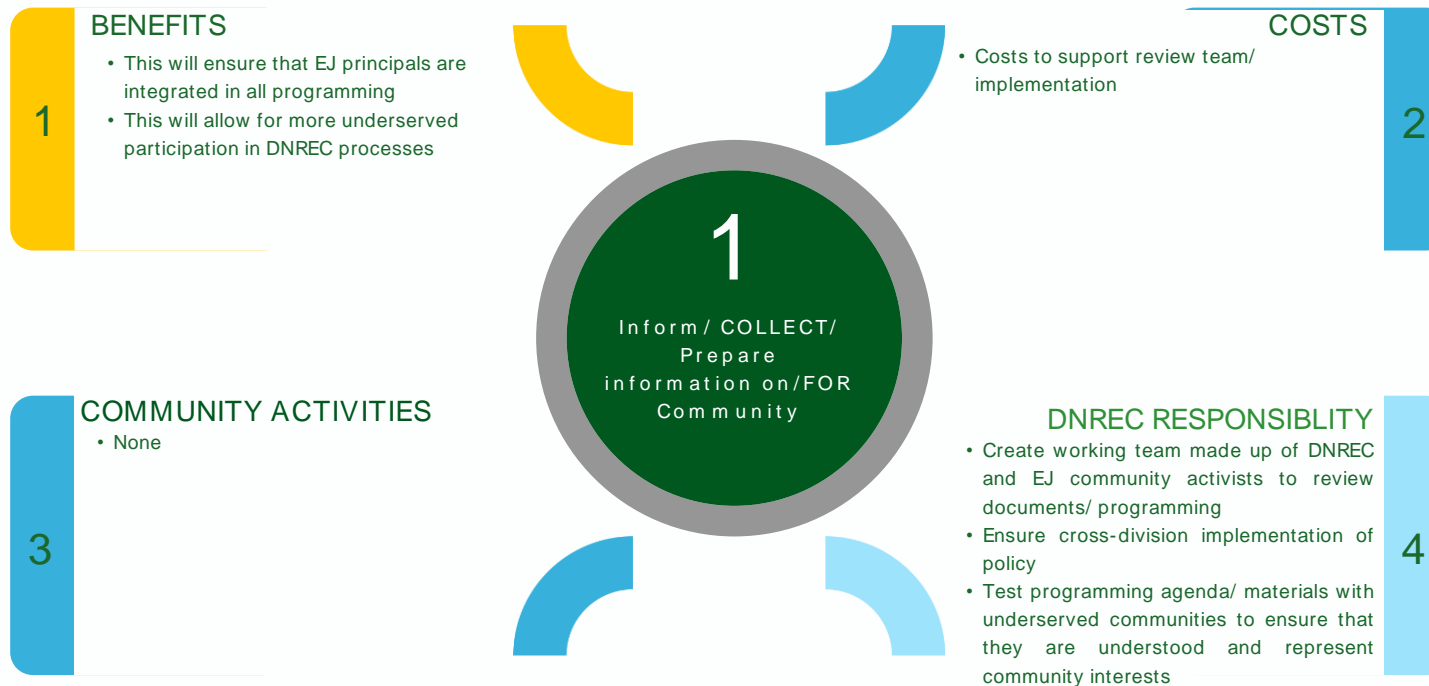 BENEFITS
1
• This will ensure that EJ principals are
integrated in all programming
• This will allow for more underserved
participation in DNREC processes
COSTS
2
• Costs to support review team/
implementation
1
Inform/ COLLECT/
Prepare
information on/FOR
Community
COMMUNITY ACTIVITIES
3
• None
DNREC RESPONSIBLITY
4
• Create working team made up of DNREC
and EJ community activists to review
documents/ programming
• Ensure cross-division implementation of
policy
• Test programming agenda/ materials with
underserved communities to ensure that
they are understood and represent
community interests